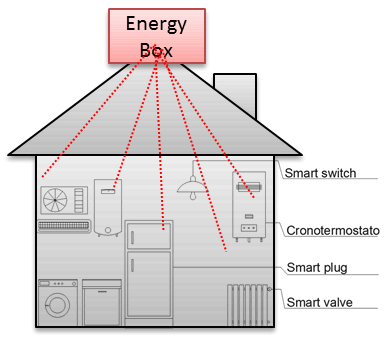 Energy
Box
Smart switch
Cronotermostato
Smart plug
Smart valve